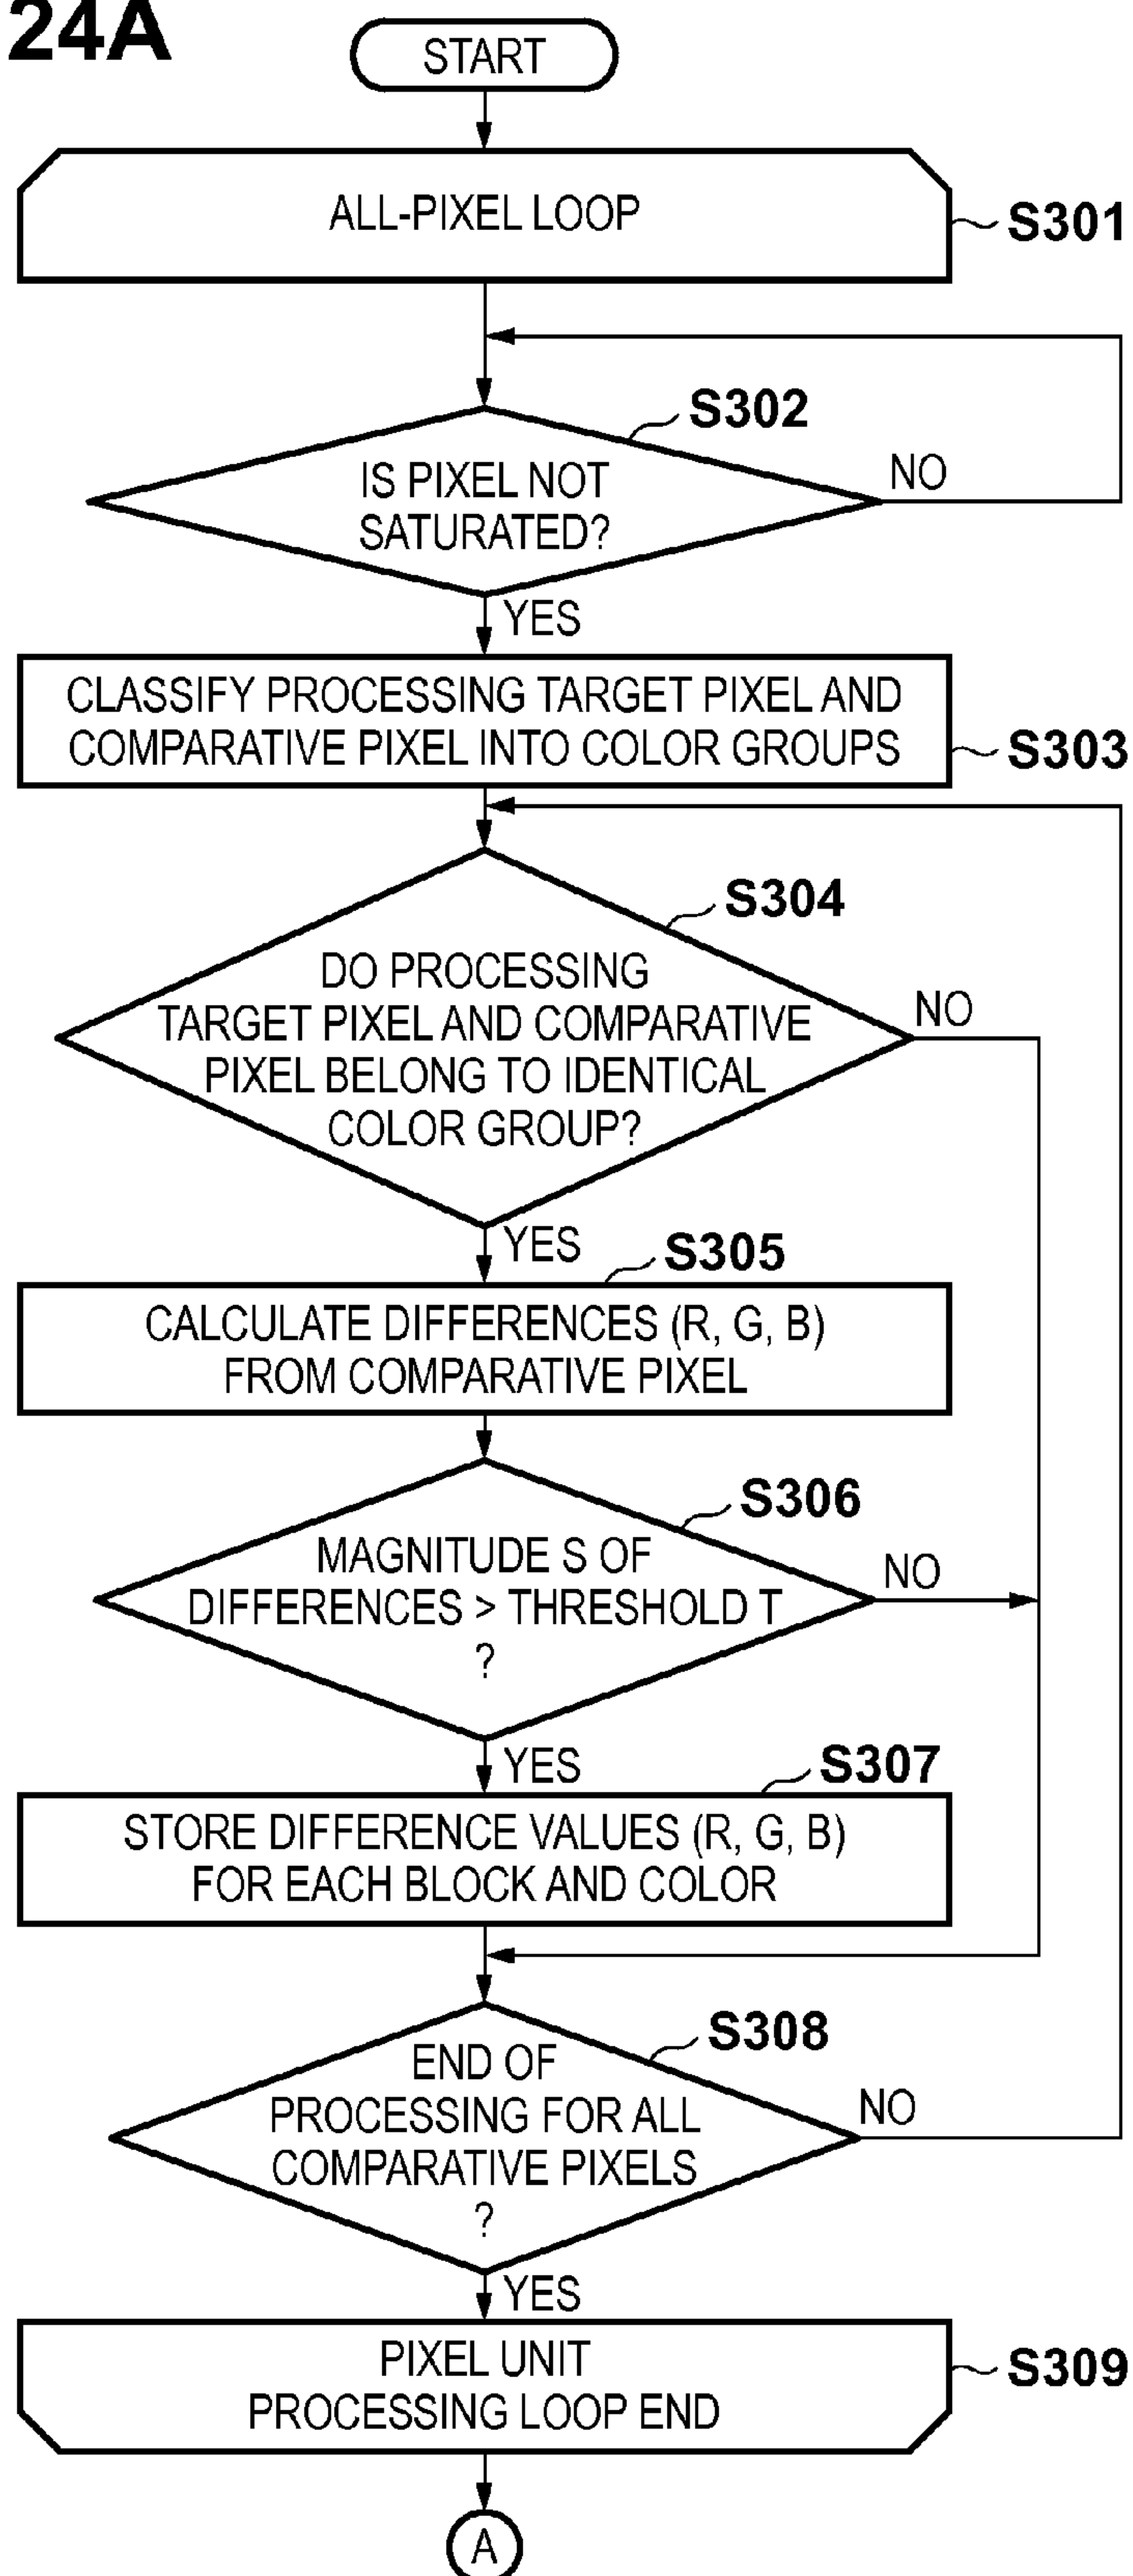 24A
START
ALL-PIXEL LOOP
S301
S302
IS PIXEL NOT
SATURATED?
NO
YES
CLASSIFY PROCESSING TARGET PIXEL AND
COMPARATIVE PIXEL INTO COLOR GROUPS
S303
S304
DO PROCESSING
TARGET PIXEL AND COMPARATIVE
PIXEL BELONG TO IDENTICAL
COLOR GROUP?
NO
YES
S305
CALCULATE DIFFERENCES (R, G, B)
FROM COMPARATIVE PIXEL
S306
MAGNITUDE S OF
DIFFERENCES > THRESHOLD T
?
NO
YES
S307
STORE DIFFERENCE VALUES (R, G, B)
FOR EACH BLOCK AND COLOR
S308
END OF
PROCESSING FOR ALL
COMPARATIVE PIXELS
?
NO
YES
PIXEL UNIT
PROCESSING LOOP END
S309
A